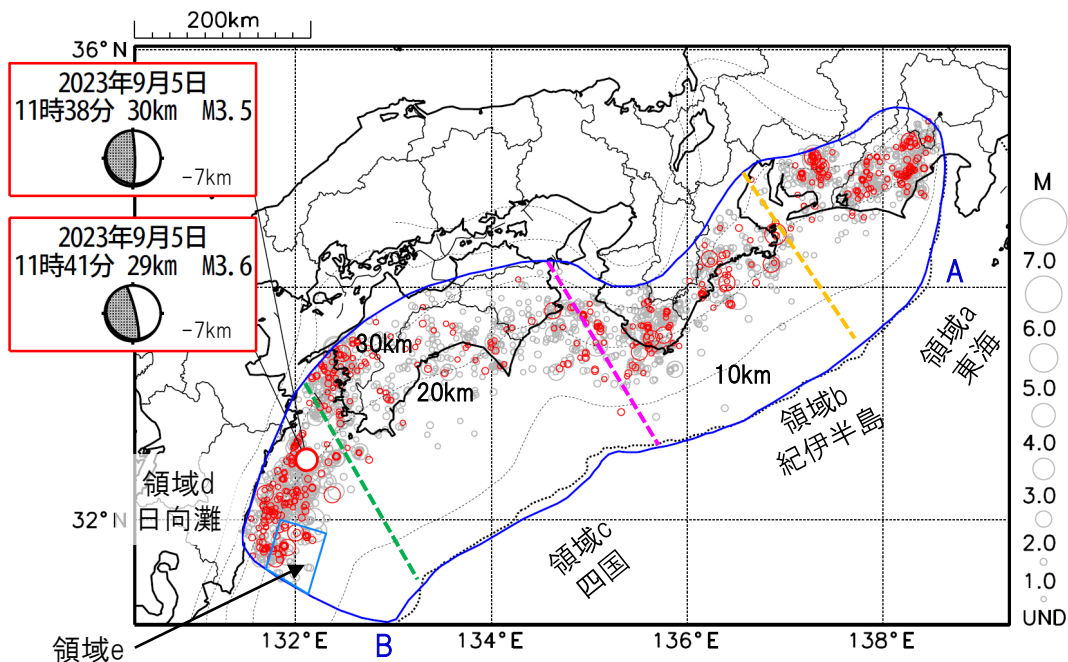 200km
36°N
2023年9月5日
11時38分 30km M3.5
-7km
2023年9月5日
11時41分 29km M3.6
-7km
M
7.0
6.0
5.0
4.0
3.0
2.0
1.0
UND
A
領域a
東海
30km
20km
10km
領域b
紀伊半島
領域d
日向灘
32°N
領域c
四国
領域e
B
132°E
134°E
136°E
138°E